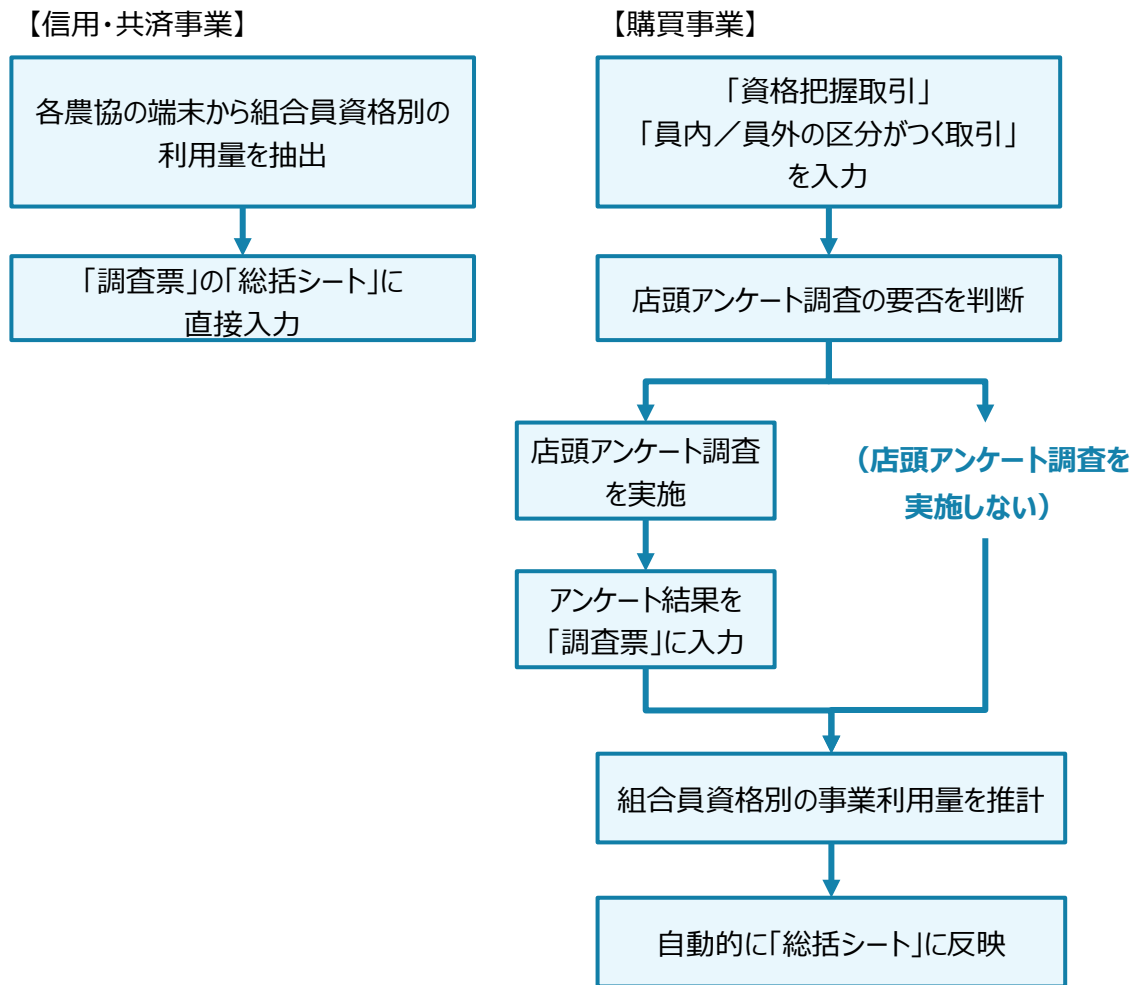 【信用・共済事業】
各農協の端末から組合員資格別の
利用量を抽出
「調査票」の「総括シート」に
直接入力
【購買事業】
「資格把握取引」
「員内／員外の区分がつく取引」
を入力
店頭アンケート調査の要否を判断
店頭アンケート調査
を実施
（店頭アンケート調査を
実施しない）
アンケート結果を
「調査票」に入力
組合員資格別の事業利用量を推計
自動的に「総括シート」に反映